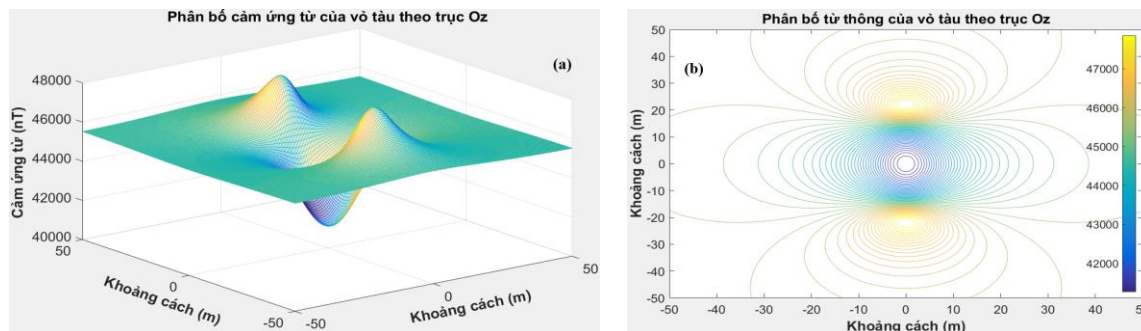 Phân bố cảm ứng từ của vỏ tàu theo trục Oz
(a)
Cảm ứng từ (nT)
48000
46000
44000
42000
40000
50
0
-50
Khoảng cách (m)
-50
0
50
Khoảng cách (m)
Phân bố từ thông của vỏ tàu theo trục Oz
(b)
Khoảng cách (m)
50
40
30
20
10
0
-10
-20
-30
-40
-50
-50 -40 -30 -20 -10 0 10 20 30 40
Khoảng cách (m)
47000
46000
45000
44000
43000
42000